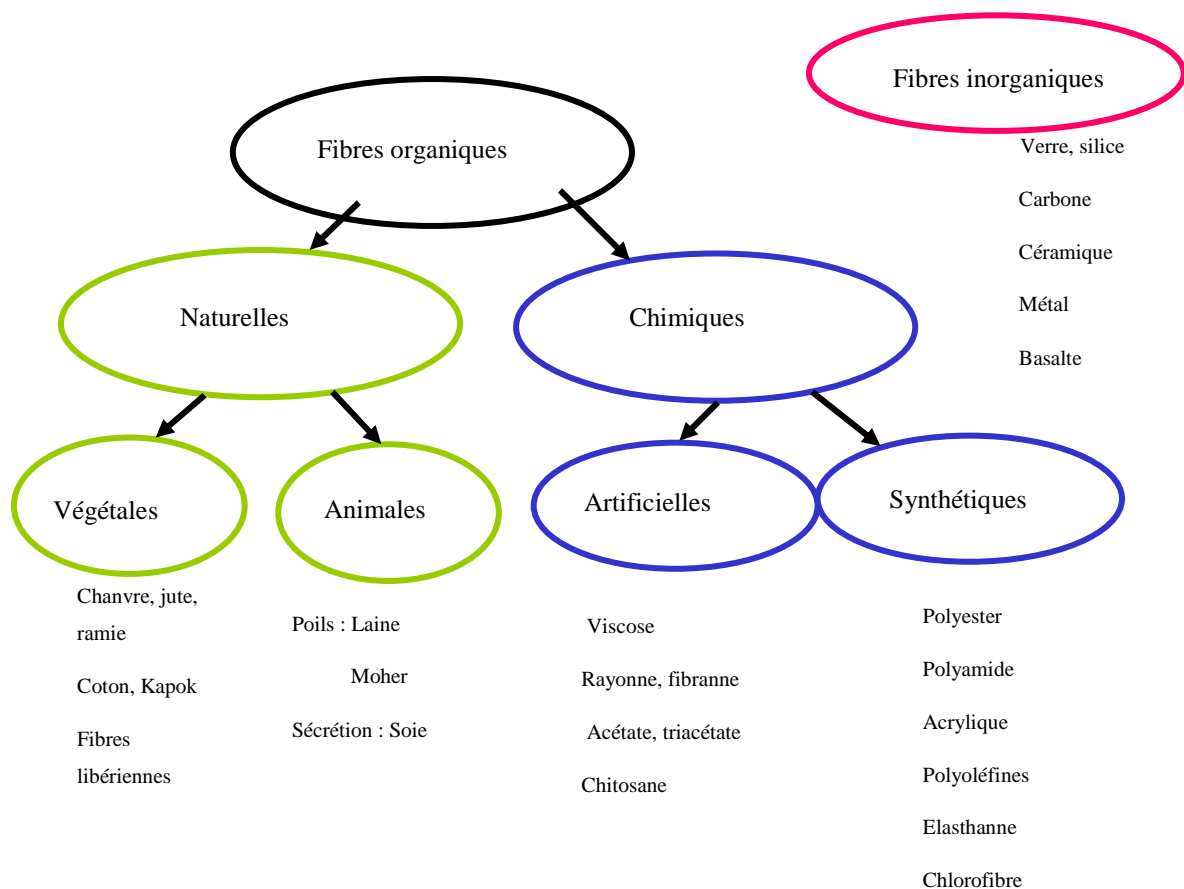 Fibres organiques
Fibres inorganiques
Verre, silice
Carbone
Céramique
Métal
Basalte
Naturelles
Chimiques
Végétales
Animales
Artificielles
Synthétiques
Chanvre, jute,
ramie
Coton, Kapok
Fibres
libériennes
Poils : Laine
Moher
Sécrétion : Soie
Viscose
Rayonne, fibranne
Acétate, triacétate
Chitosane
Polyester
Polyamide
Acrylique
Polyoléfines
Elasthanne
Chlorofibre